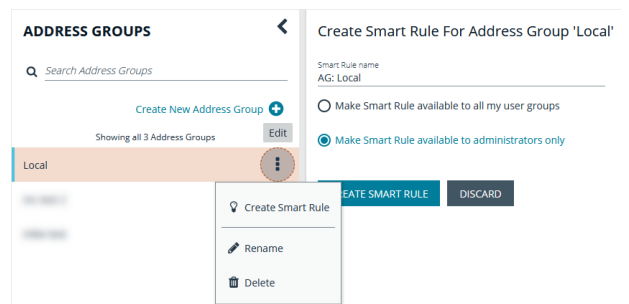 ADDRESS GROUPS
Search Address Groups
Create New Address Group
Showing all 3 Address Groups
Edit
Local
Create Smart Rule
Rename
Delete
Create Smart Rule For Address Group 'Local'
Smart Rule name
AG: Local
Make Smart Rule available to all my user groups
Make Smart Rule available to administrators only
EATE SMART RULE
DISCARD